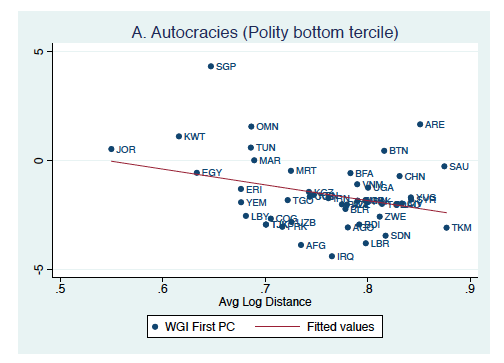 A. Autocracies (Polity bottom tercile)
5
SGP
OMN
ARE
KWT
JOR
TUN
BTN
0
MAR
SAU
EGY
MRT
BFA
CHN
VNM
UGA
ERI
KGZ
YEM
TGO
BLR
LBY
COG
ZWE
UZB
PRK
AGO
BDI
TKM
SDN
AFG
LBR
IRQ
-5
.5 .6 .7 .8 .9
Avg Log Distance
WGI First PC Fitted values